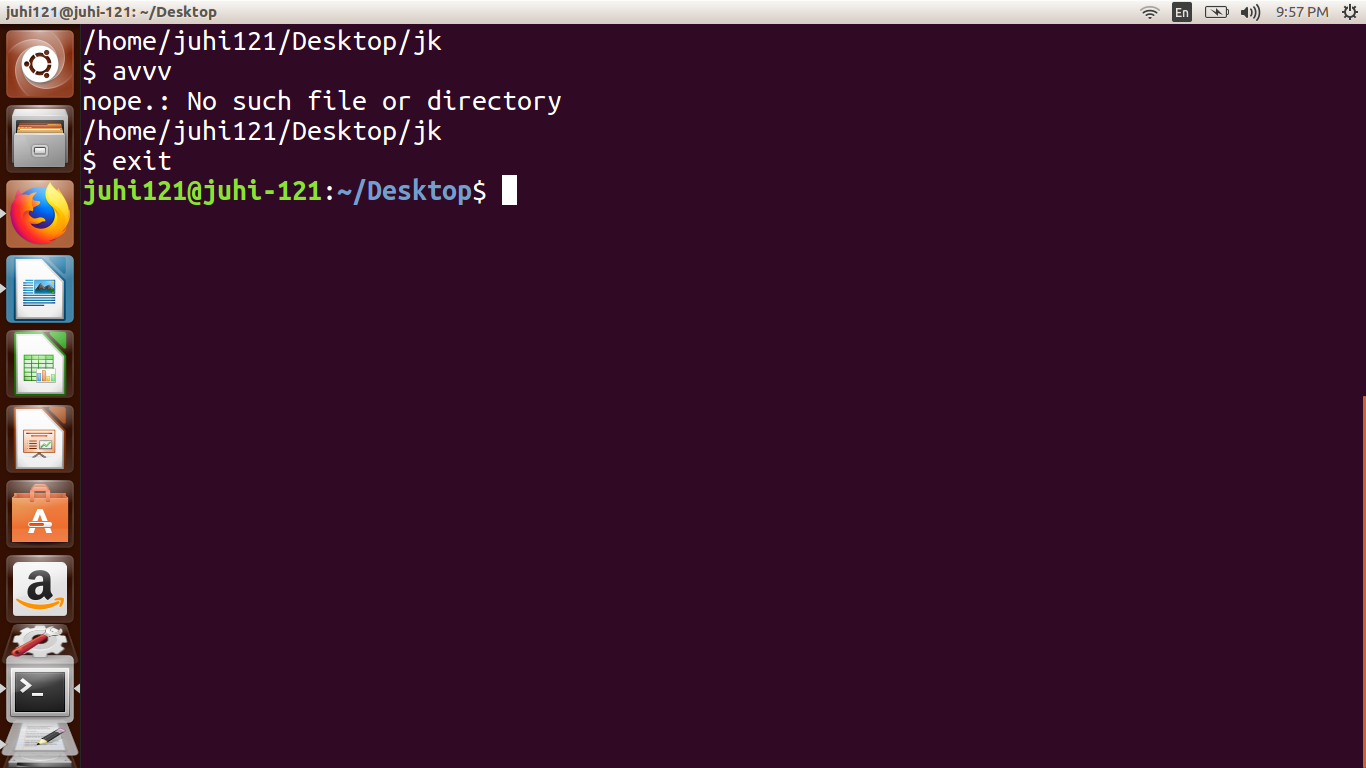 juhi121@juhi-121: ~/Desktop
En
9:57 PM
/home/juhi121/Desktop/jk
$ avvv
nope.: No such file or directory
/home/juhi121/Desktop/jk
$ exit
juhi121@juhi-121:~/Desktop$
A
a
>_